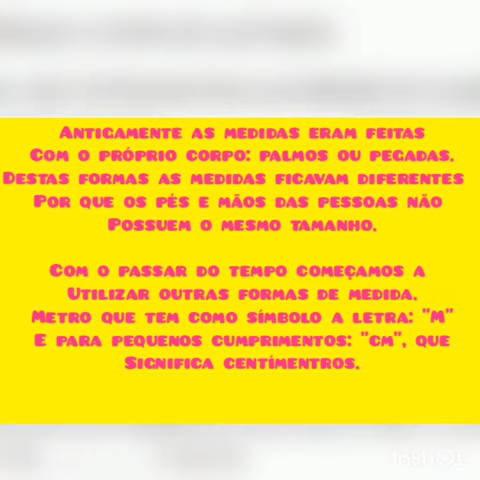 Antigamente as medidas eram feitas
Com o próprio corpo: palmos ou pegadas.
Destas formas as medidas ficavam diferentes
Por que os pés e mãos das pessoas não
Possuem o mesmo tamanho.
Com o passar do tempo começamos a
Utilizar outras formas de medida.
Metro que tem como símbolo a letra: "M"
E para pequenos cumprimentos: "cm", que
Significa centímentros.